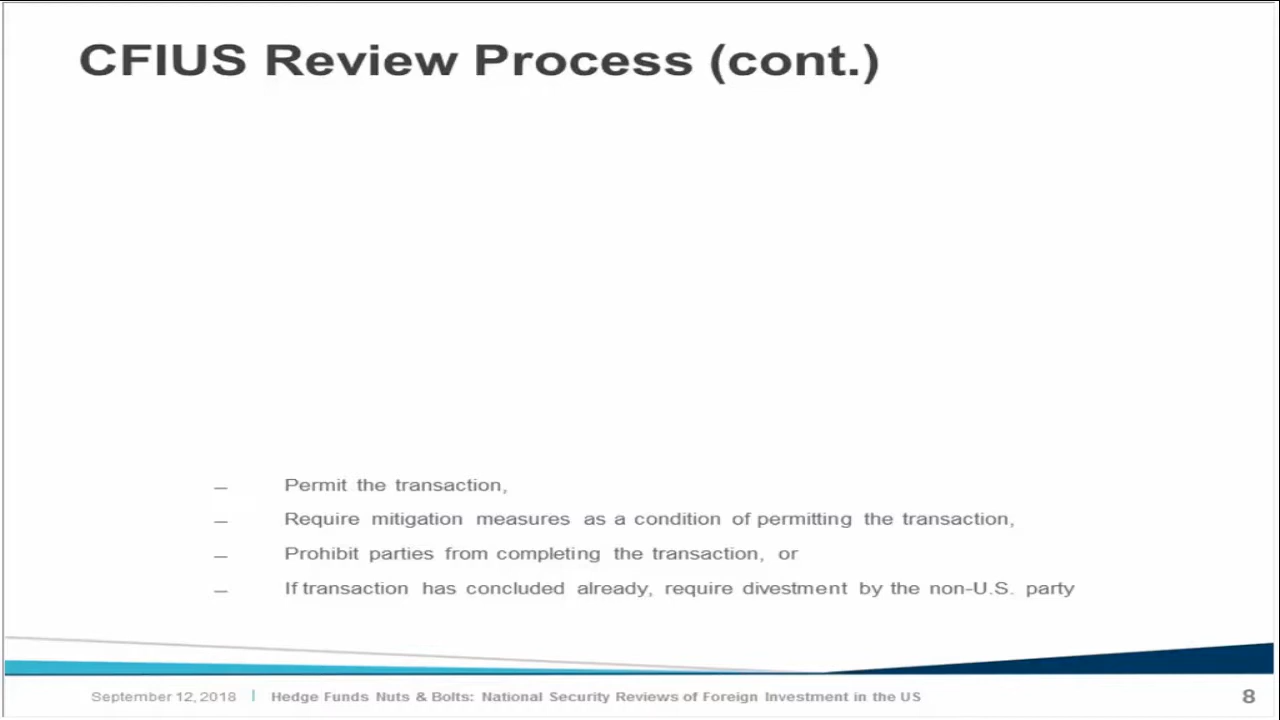 CFIUS Review Process (cont.)
– Permit the transaction,
– Require mitigation measures as a condition of permitting the transaction,
– Prohibit parties from completing the transaction, or
– If transaction has concluded already, require divestment by the non-U.S. party
September 12, 2018 | Hedge Funds Nuts & Bolts: National Security Reviews of Foreign Investment in the US 8